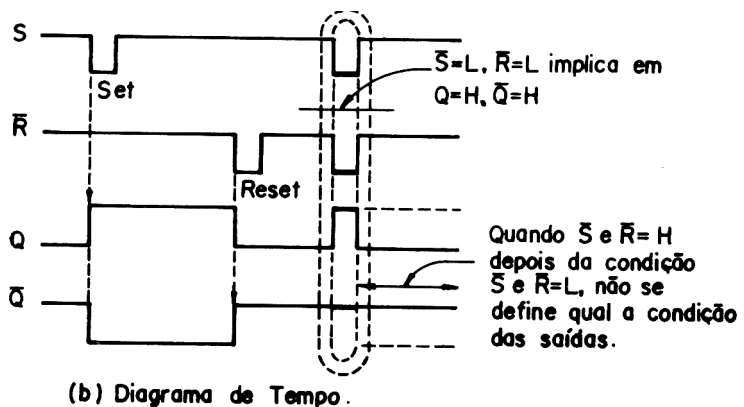 S
Set
S̅=L, R̅=L implica em
Q=H, Q̅=H
R̅
Reset
Q
Quando S̅ e R̅= H
depois da condição
S̅ e R̅=L, não se
define qual a condição
das saídas.
Q̅
(b) Diagrama de Tempo.